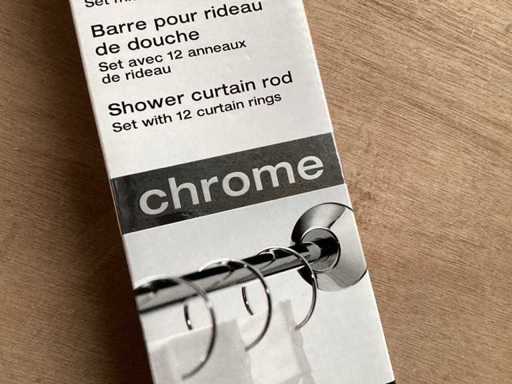 Set
Barre pour rideau
de douche
Set avec 12 anneaux
de rideau
Shower curtain rod
Set with 12 curtain rings
chrome